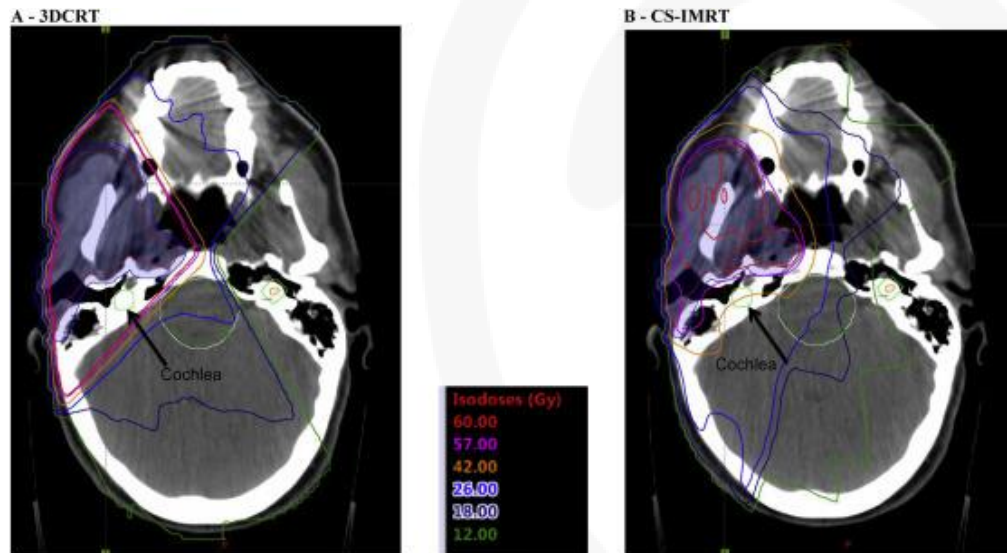 A - 3DCRT
B - CS-IMRT
Cochlea
Cochlea
Isodoses (Gy)
60.00
57.00
42.00
26.00
18.00
12.00